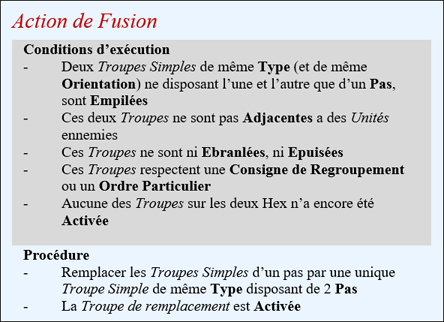 Action de Fusion
Conditions d'exécution
- Deux Troupes Simples de même Type (et de même
Orientation) ne disposant l'une et l'autre que d'un Pas,
sont Empilées
- Ces deux Troupes ne sont pas Adjacentes a des Unités
ennemies
- Ces Troupes ne sont ni Ebranlées, ni Epuisées
- Ces Troupes respectent une Consigne de Regroupement
ou un Ordre Particulier
- Aucune des Troupes sur les deux Hex n'a encore été
Activée
Procédure
- Remplacer les Troupes Simples d'un pas par une unique
Troupe Simple de même Type disposant de 2 Pas
- La Troupe de remplacement est Activée